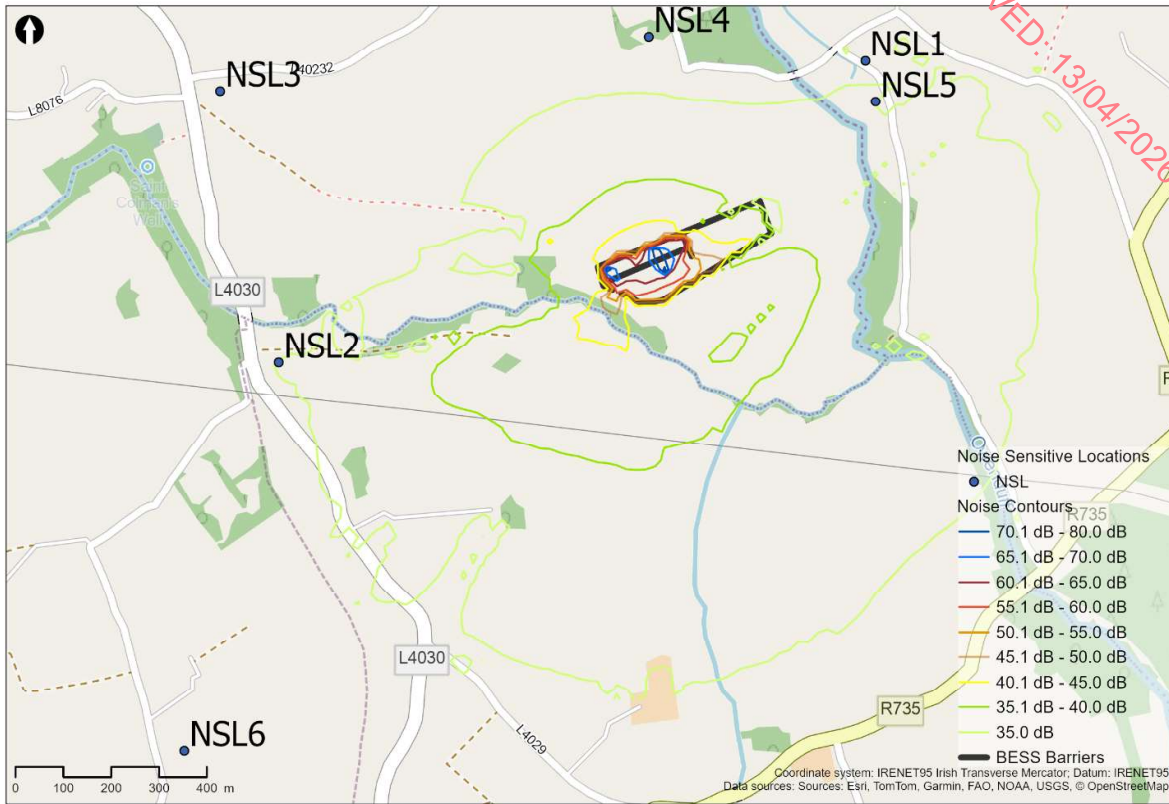 VED: 13/04/2026
NSL4
NSL1
NSL3
L40232
NSL5
L8076
Saint
Colman's
Well
L4030
NSL2
Noise Sensitive Locations
NSL
Noise Contours
R735
70.1 dB - 80.0 dB
65.1 dB - 70.0 dB
60.1 dB - 65.0 dB
55.1 dB - 60.0 dB
50.1 dB - 55.0 dB
45.1 dB - 50.0 dB
L4030
40.1 dB - 45.0 dB
35.1 dB - 40.0 dB
R735
35.0 dB
NSL6
L4029
BESS Barriers
0 100 200 400 m
Coordinate system: IRENET95 Irish Transverse Mercator; Datum: IRENET95
Data sources: Sources: Esri, TomTom, Garmin, FAO, NOAA, USGS, © OpenStreetMap